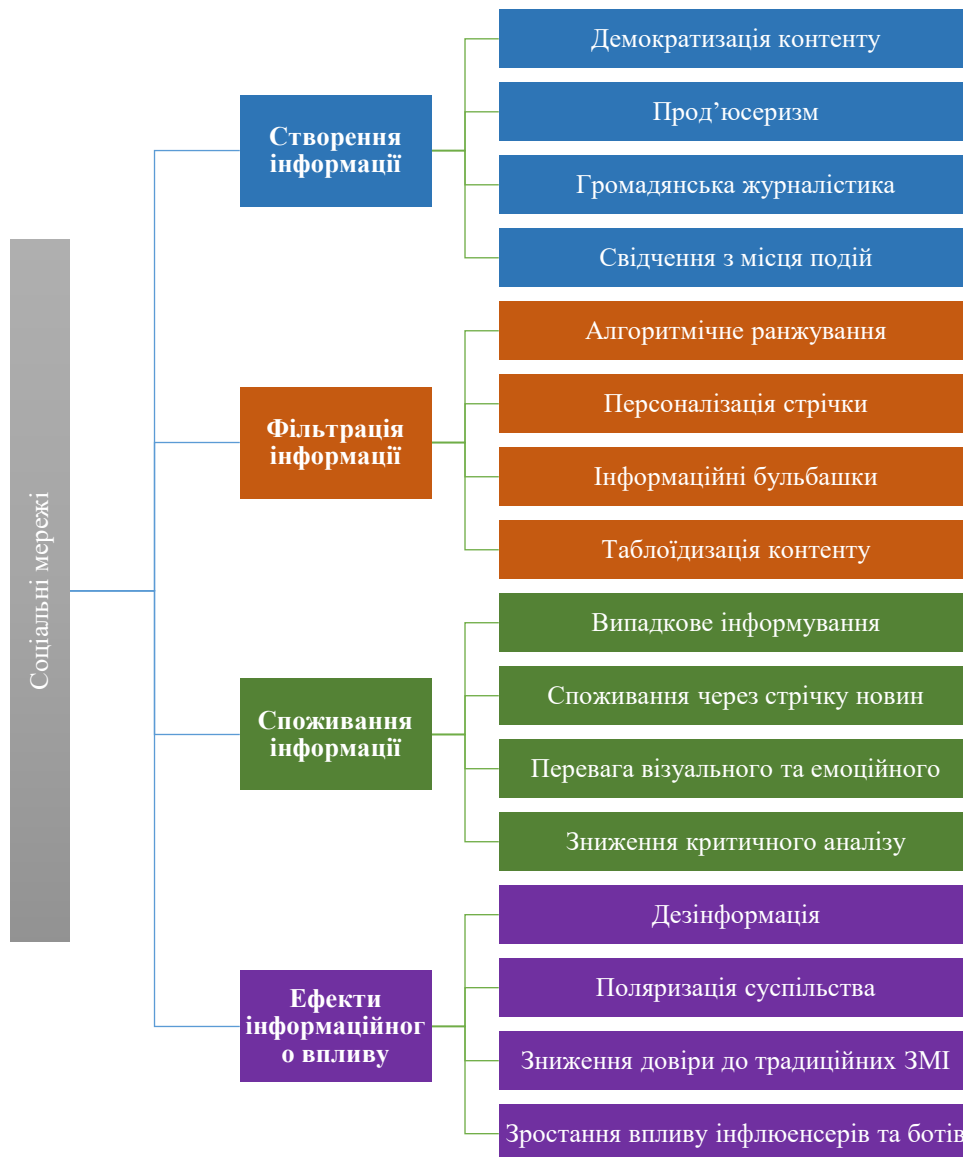 Соціальні мережі
Створення
інформації
Демократизація контенту
Прод’юсеризм
Громадянська журналістика
Свідчення з місця подій
Фільтрація
інформації
Алгоритмічне ранжування
Персоналізація стрічки
Інформаційні бульбашки
Таблоїдизація контенту
Споживання
інформації
Випадкове інформування
Споживання через стрічку новин
Перевага візуального та емоційного
Зниження критичного аналізу
Ефекти
інформаційног
о впливу
Дезінформація
Поляризація суспільства
Зниження довіри до традиційних ЗМІ
Зростання впливу інфлюенсерів та ботів